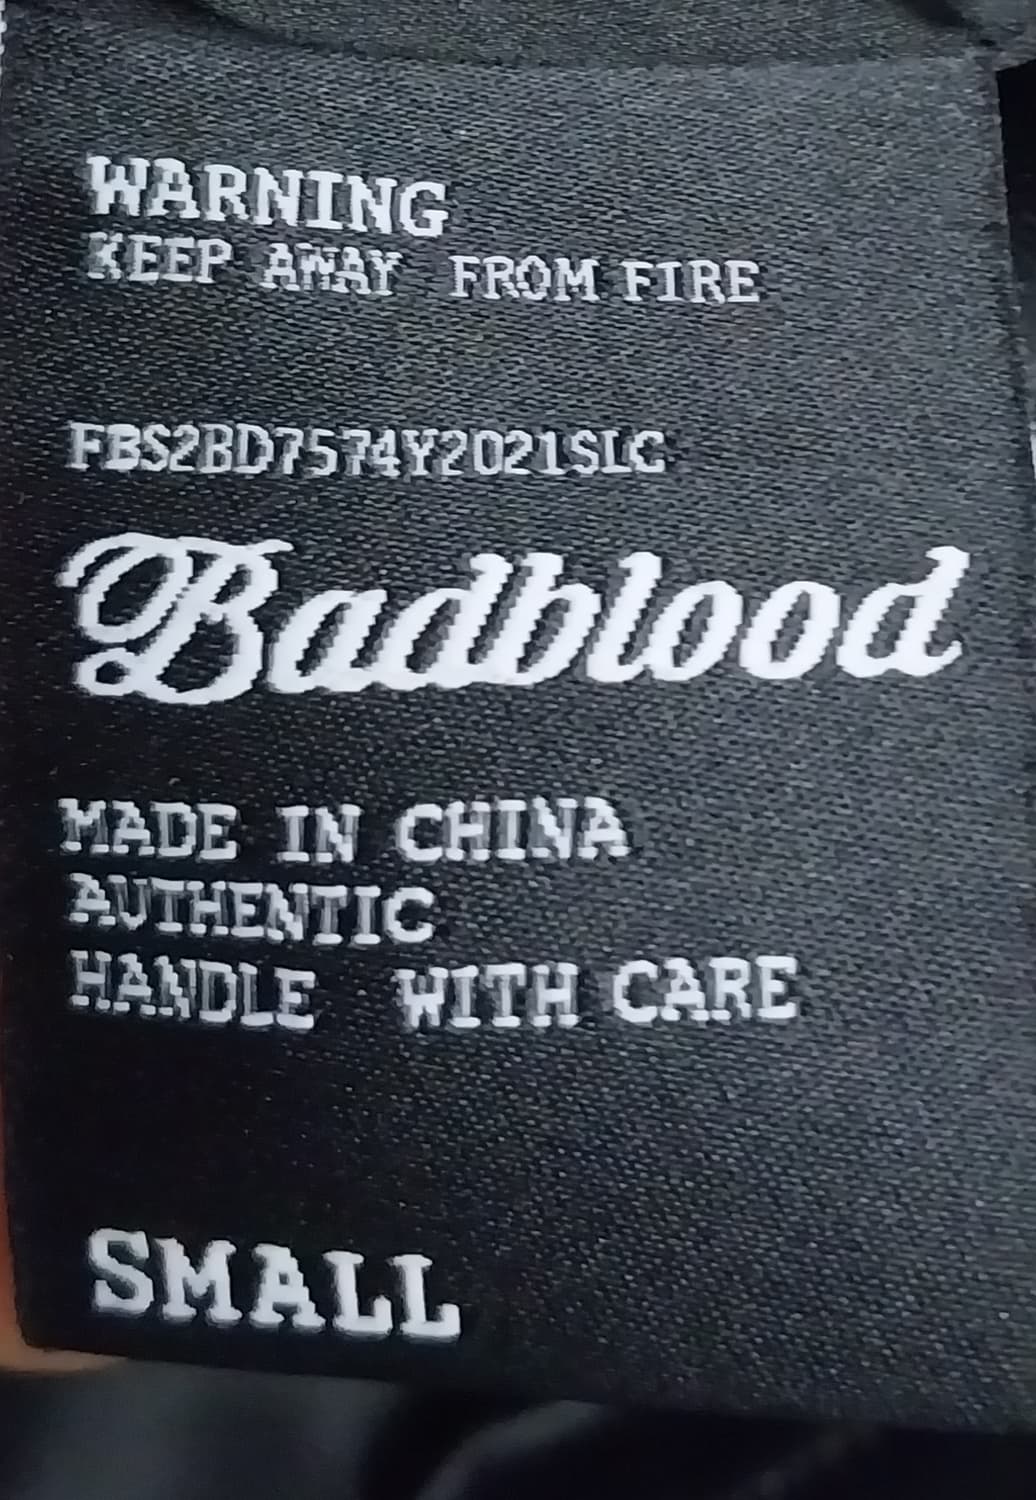 WARNING
KEEP AWAY FROM FIRE
FBS2BD7574Y2021SLC
Badblood
MADE IN CHINA
AUTHENTIC
HANDLE WITH CARE
SMALL